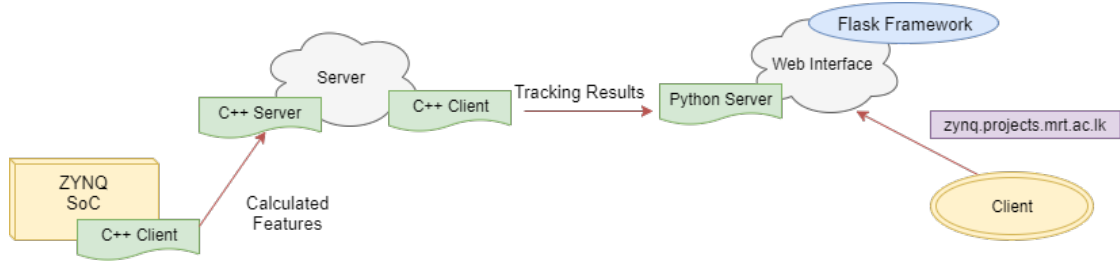 Flask Framework
Web Interface
Server
C++ Server
C++ Client
Tracking Results
Python Server
zynq.projects.mrt.ac.lk
ZYNQ
SoC
C++ Client
Calculated
Features
Client